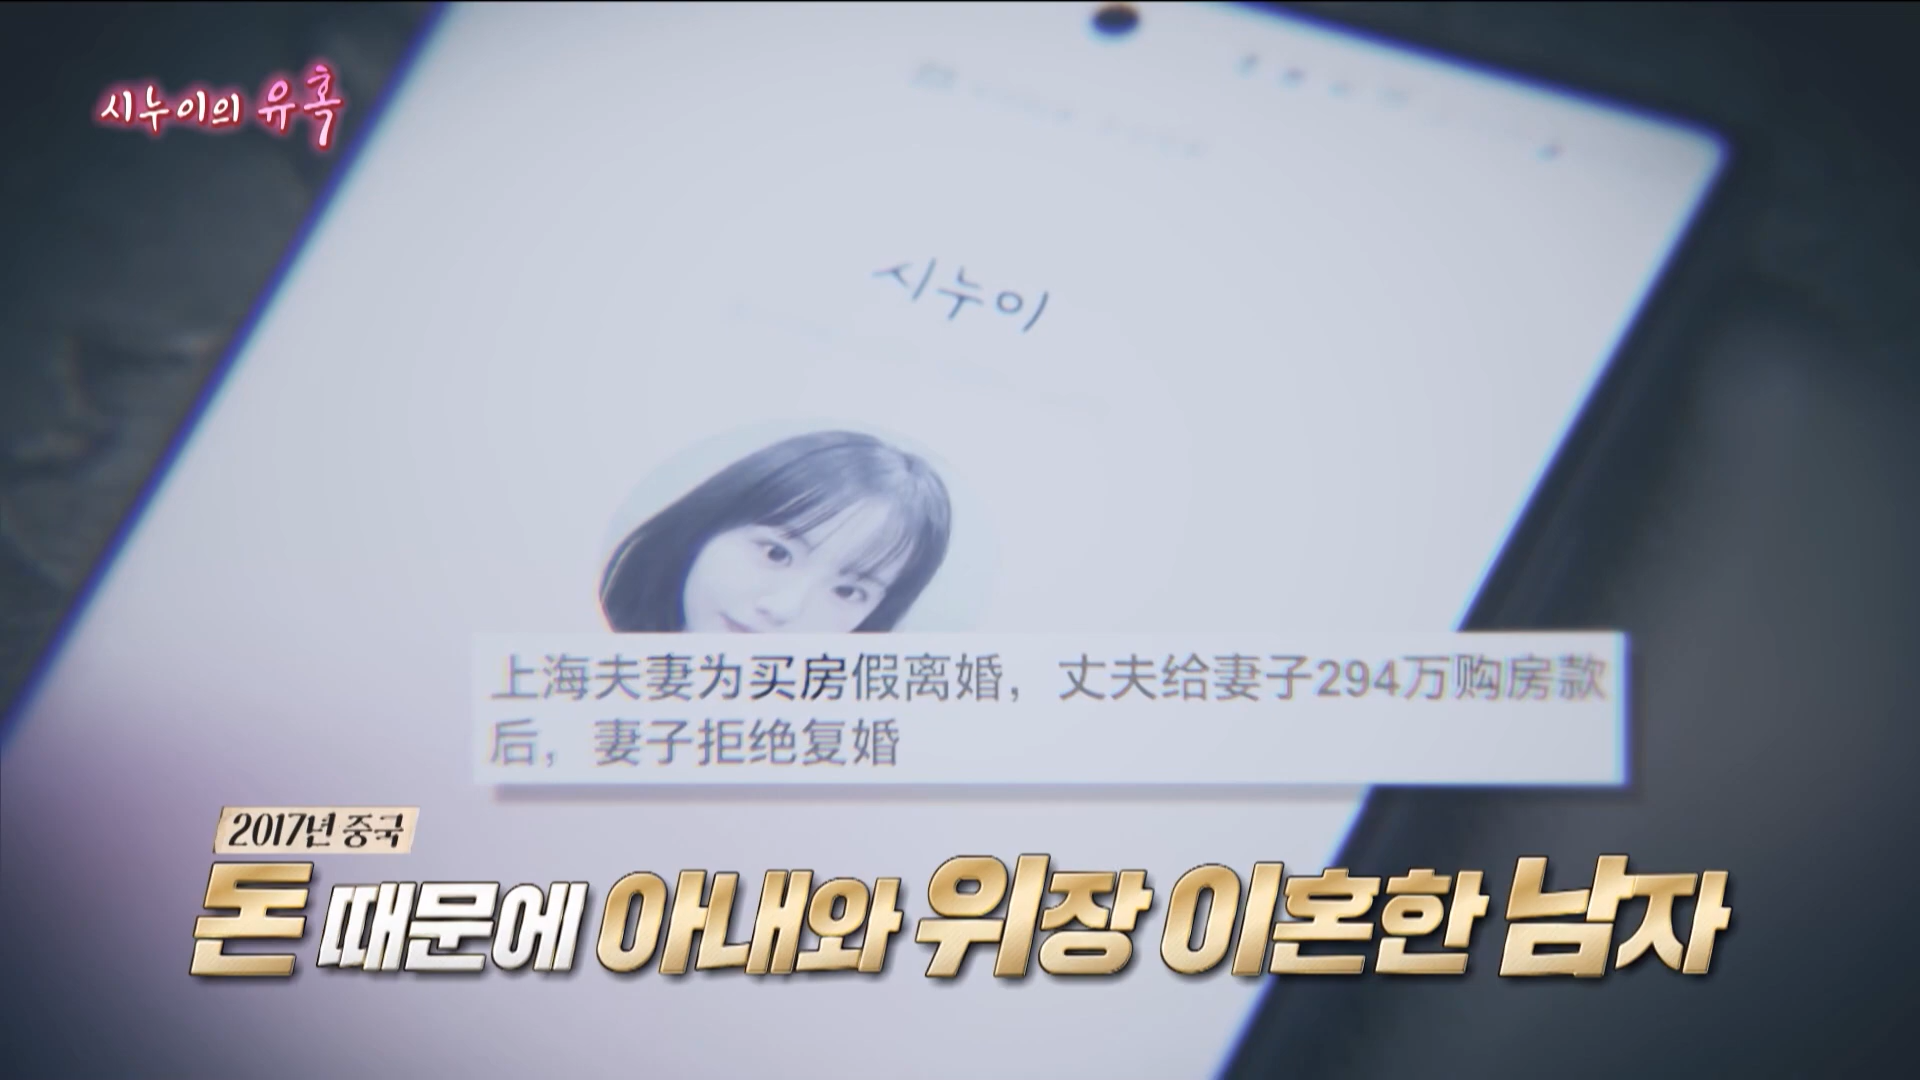 시누이의 유혹
시누이
上海夫妻为买房假离婚，丈夫给妻子294万购房款
后，妻子拒绝复婚
2017년 중국
돈 때문에 아내와 위장 이혼한 남자